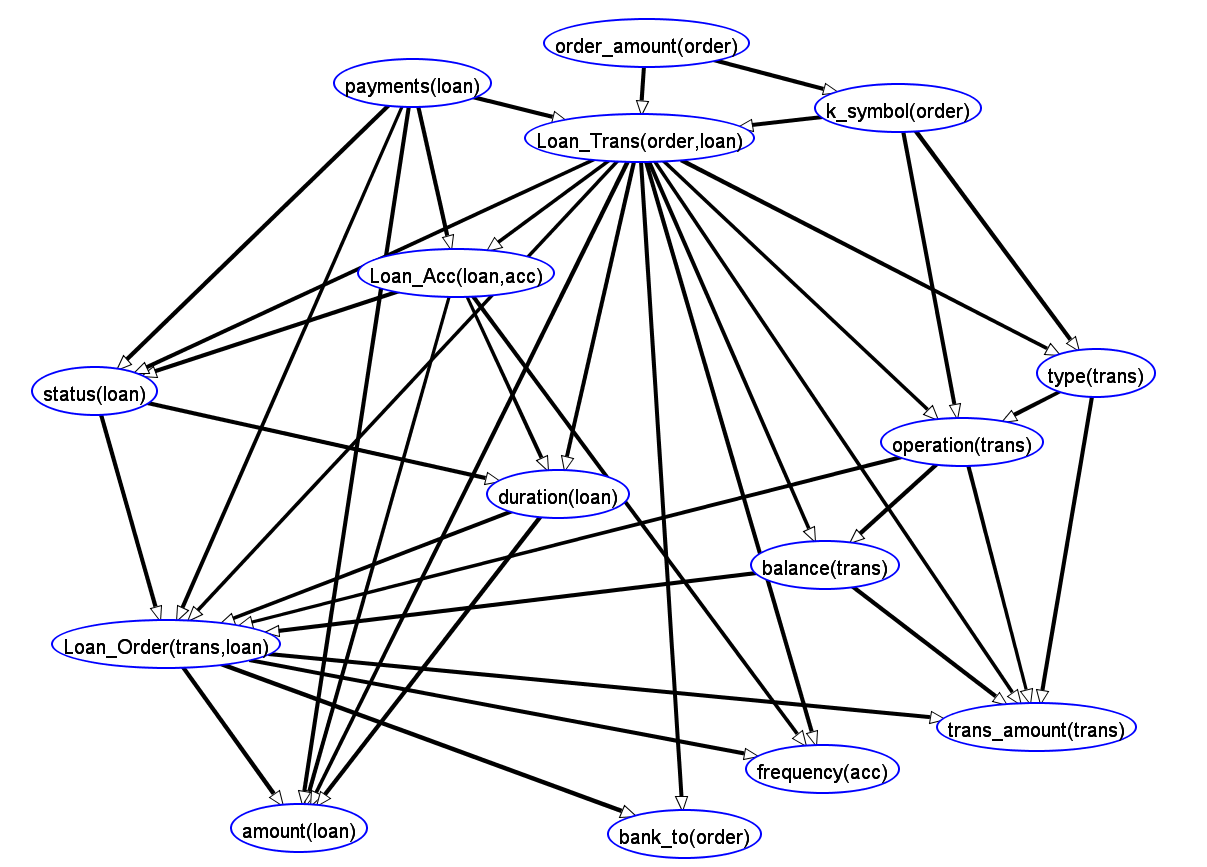 order_amount(order)
payments(loan)
k_symbol(order)
Loan_Trans(order,loan)
Loan_Acc(loan,acc)
type(trans)
status(loan)
operation(trans)
duration(loan)
balance(trans)
Loan_Order(trans,loan)
trans_amount(trans)
frequency(acc)
amount(loan)
bank_to(order)